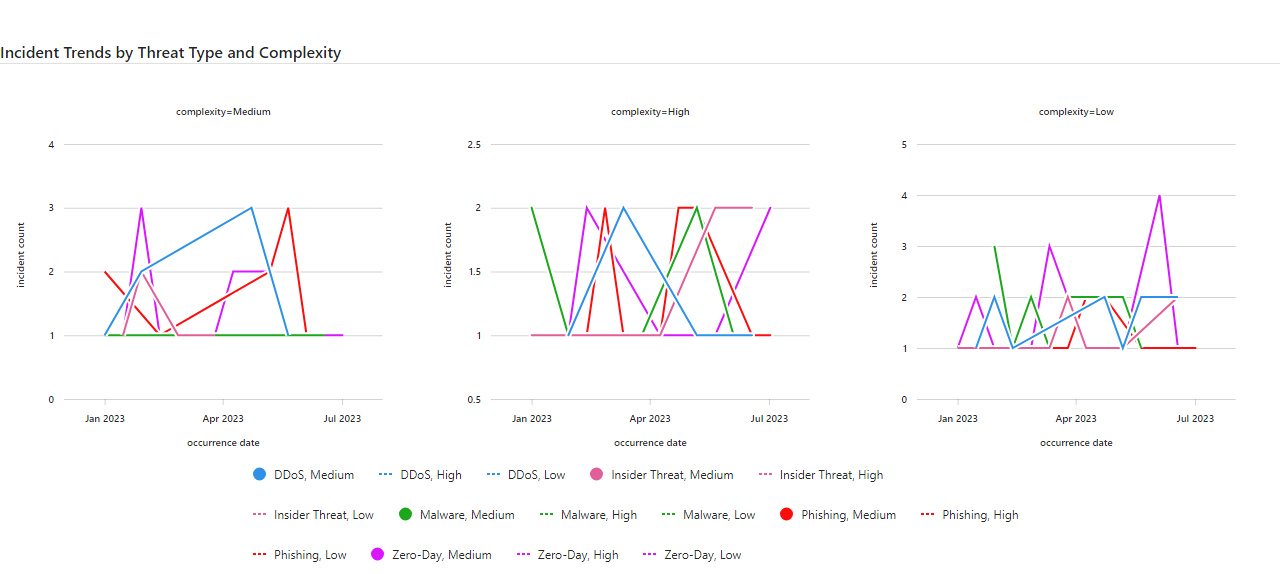 Incident Trends by Threat Type and Complexity
complexity=Medium
4
3
2
1
0
incident count
Jan 2023 Apr 2023 Jul 2023
occurrence date
complexity=High
2.5
2
1.5
1
0.5
incident count
Jan 2023 Apr 2023 Jul 2023
occurrence date
complexity=Low
5
4
3
2
1
0
incident count
Jan 2023 Apr 2023 Jul 2023
occurrence date
DDoS, Medium DDoS, High DDoS, Low Insider Threat, Medium Insider Threat, High
Insider Threat, Low Malware, Medium Malware, High Malware, Low Phishing, Medium Phishing, High
Phishing, Low Zero-Day, Medium Zero-Day, High Zero-Day, Low